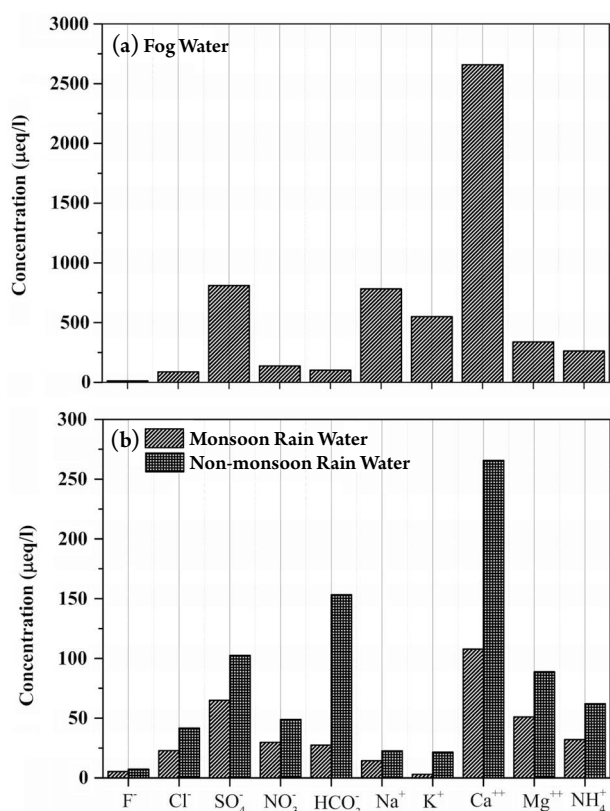 (a) Fog Water
Concentration (µeq/l)
3000
2500
2000
1500
1000
500
0
(b)
Monsoon Rain Water
Non-monsoon Rain Water
Concentration (µeq/l)
300
250
200
150
100
50
0
F⁻ Cl⁻ SO₄⁻ NO₃⁻ HCO₂⁻ Na⁺ K⁺ Ca⁺⁺ Mg⁺⁺ NH₄⁺